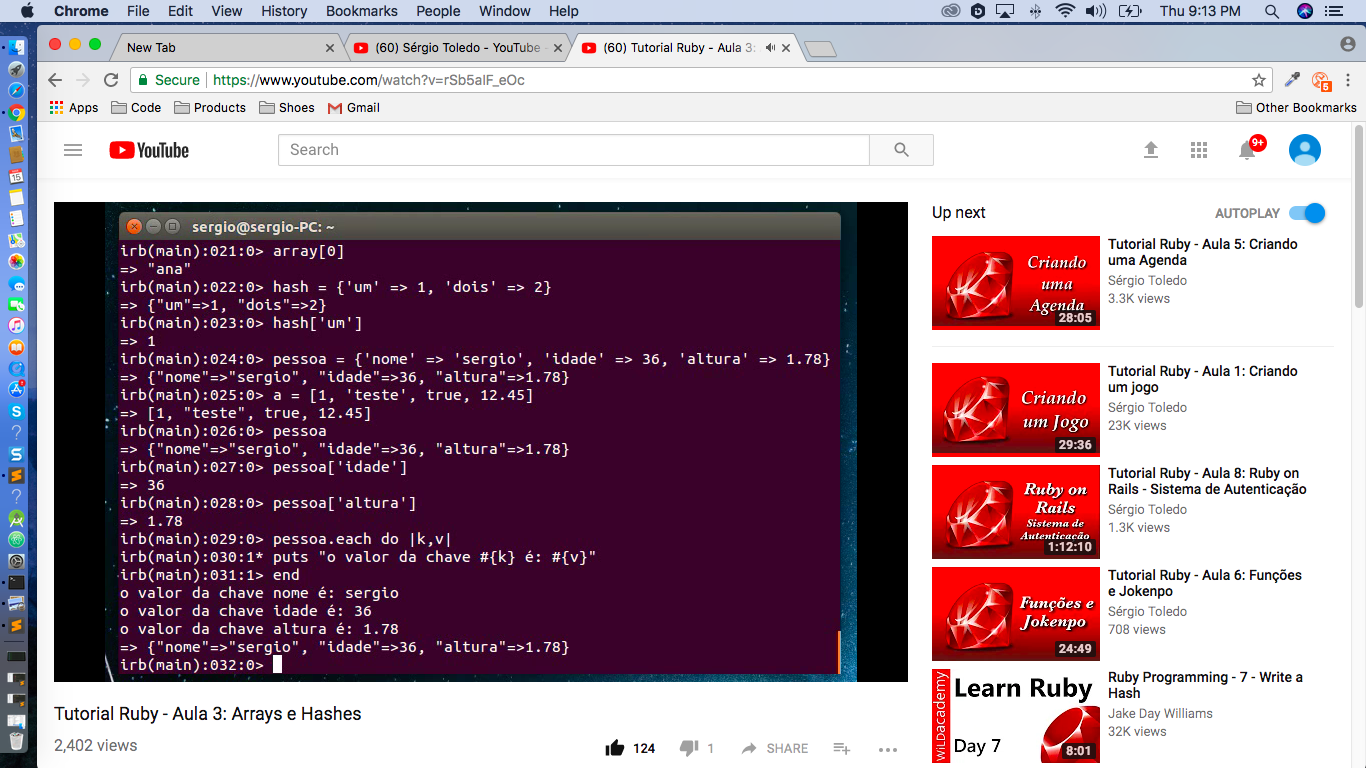 Chrome File Edit View History Bookmarks People Window Help Thu 9:13 PM
New Tab (60) Sérgio Toledo - YouTube - (60) Tutorial Ruby - Aula 3:
Secure https://www.youtube.com/watch?v=rSb5aIF_eOc 5
Apps Code Products Shoes Gmail Other Bookmarks
YouTube Search 9+
15
sergio@sergio-PC: ~
irb(main):021:0> array[0]
=> "ana"
irb(main):022:0> hash = {'um' => 1, 'dois' => 2}
=> {"um"=>1, "dois"=>2}
irb(main):023:0> hash['um']
=> 1
irb(main):024:0> pessoa = {'nome' => 'sergio', 'idade' => 36, 'altura' => 1.78}
=> {"nome"=>"sergio", "idade"=>36, "altura"=>1.78}
irb(main):025:0> a = [1, 'teste', true, 12.45]
=> [1, "teste", true, 12.45]
irb(main):026:0> pessoa
=> {"nome"=>"sergio", "idade"=>36, "altura"=>1.78}
irb(main):027:0> pessoa['idade']
=> 36
irb(main):028:0> pessoa['altura']
=> 1.78
irb(main):029:0> pessoa.each do |k,v|
irb(main):030:1* puts "o valor da chave #{k} é: #{v}"
irb(main):031:1> end
o valor da chave nome é: sergio
o valor da chave idade é: 36
o valor da chave altura é: 1.78
=> {"nome"=>"sergio", "idade"=>36, "altura"=>1.78}
irb(main):032:0>
Tutorial Ruby - Aula 3: Arrays e Hashes
2,402 views
124 1 SHARE
Up next AUTOPLAY
Criando
uma
Agenda
28:05
Tutorial Ruby - Aula 5: Criando
uma Agenda
Sérgio Toledo
3.3K views
Criando
um Jogo
29:36
Tutorial Ruby - Aula 1: Criando
um jogo
Sérgio Toledo
23K views
Ruby on
Rails
Sistema de
Autenticação
1:12:10
Tutorial Ruby - Aula 8: Ruby on
Rails - Sistema de Autenticação
Sérgio Toledo
1.3K views
Funções e
Jokenpo
24:49
Tutorial Ruby - Aula 6: Funções
e Jokenpo
Sérgio Toledo
708 views
WiLDacademy
Learn Ruby
Day 7
8:01
Ruby Programming - 7 - Write a
Hash
Jake Day Williams
32K views